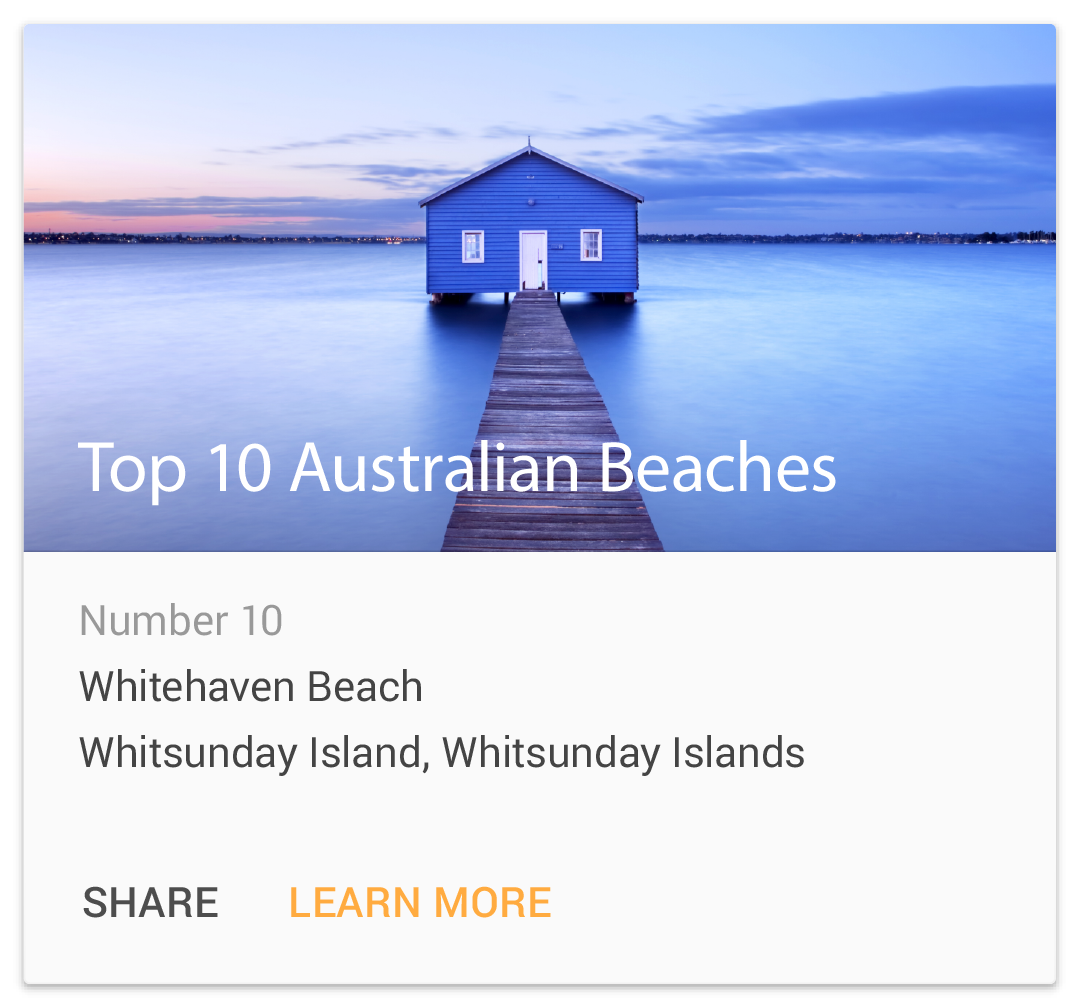 Top 10 Australian Beaches
Number 10
Whitehaven Beach
Whitsunday Island, Whitsunday Islands
SHARE LEARN MORE